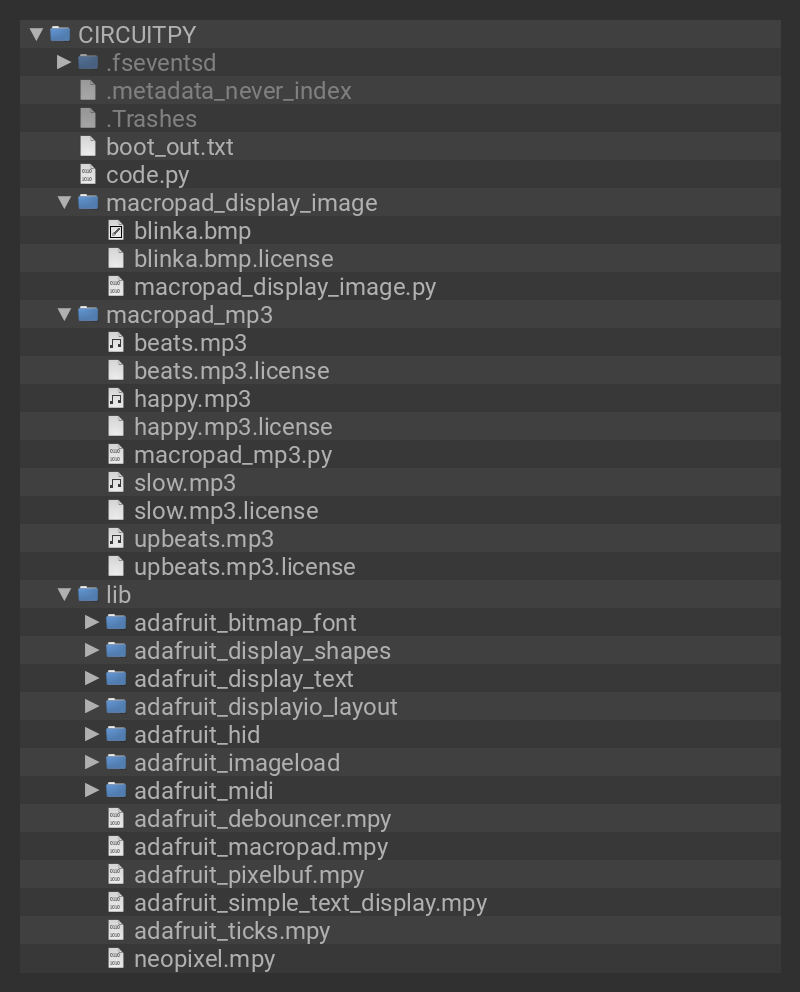 CIRCUITPY
.fseventsd
.metadata_never_index
.Trashes
boot_out.txt
code.py
macropad_display_image
blinka.bmp
blinka.bmp.license
macropad_display_image.py
macropad_mp3
beats.mp3
beats.mp3.license
happy.mp3
happy.mp3.license
macropad_mp3.py
slow.mp3
slow.mp3.license
upbeats.mp3
upbeats.mp3.license
lib
adafruit_bitmap_font
adafruit_display_shapes
adafruit_display_text
adafruit_displayio_layout
adafruit_hid
adafruit_imageload
adafruit_midi
adafruit_debouncer.mpy
adafruit_macropad.mpy
adafruit_pixelbuf.mpy
adafruit_simple_text_display.mpy
adafruit_ticks.mpy
neopixel.mpy